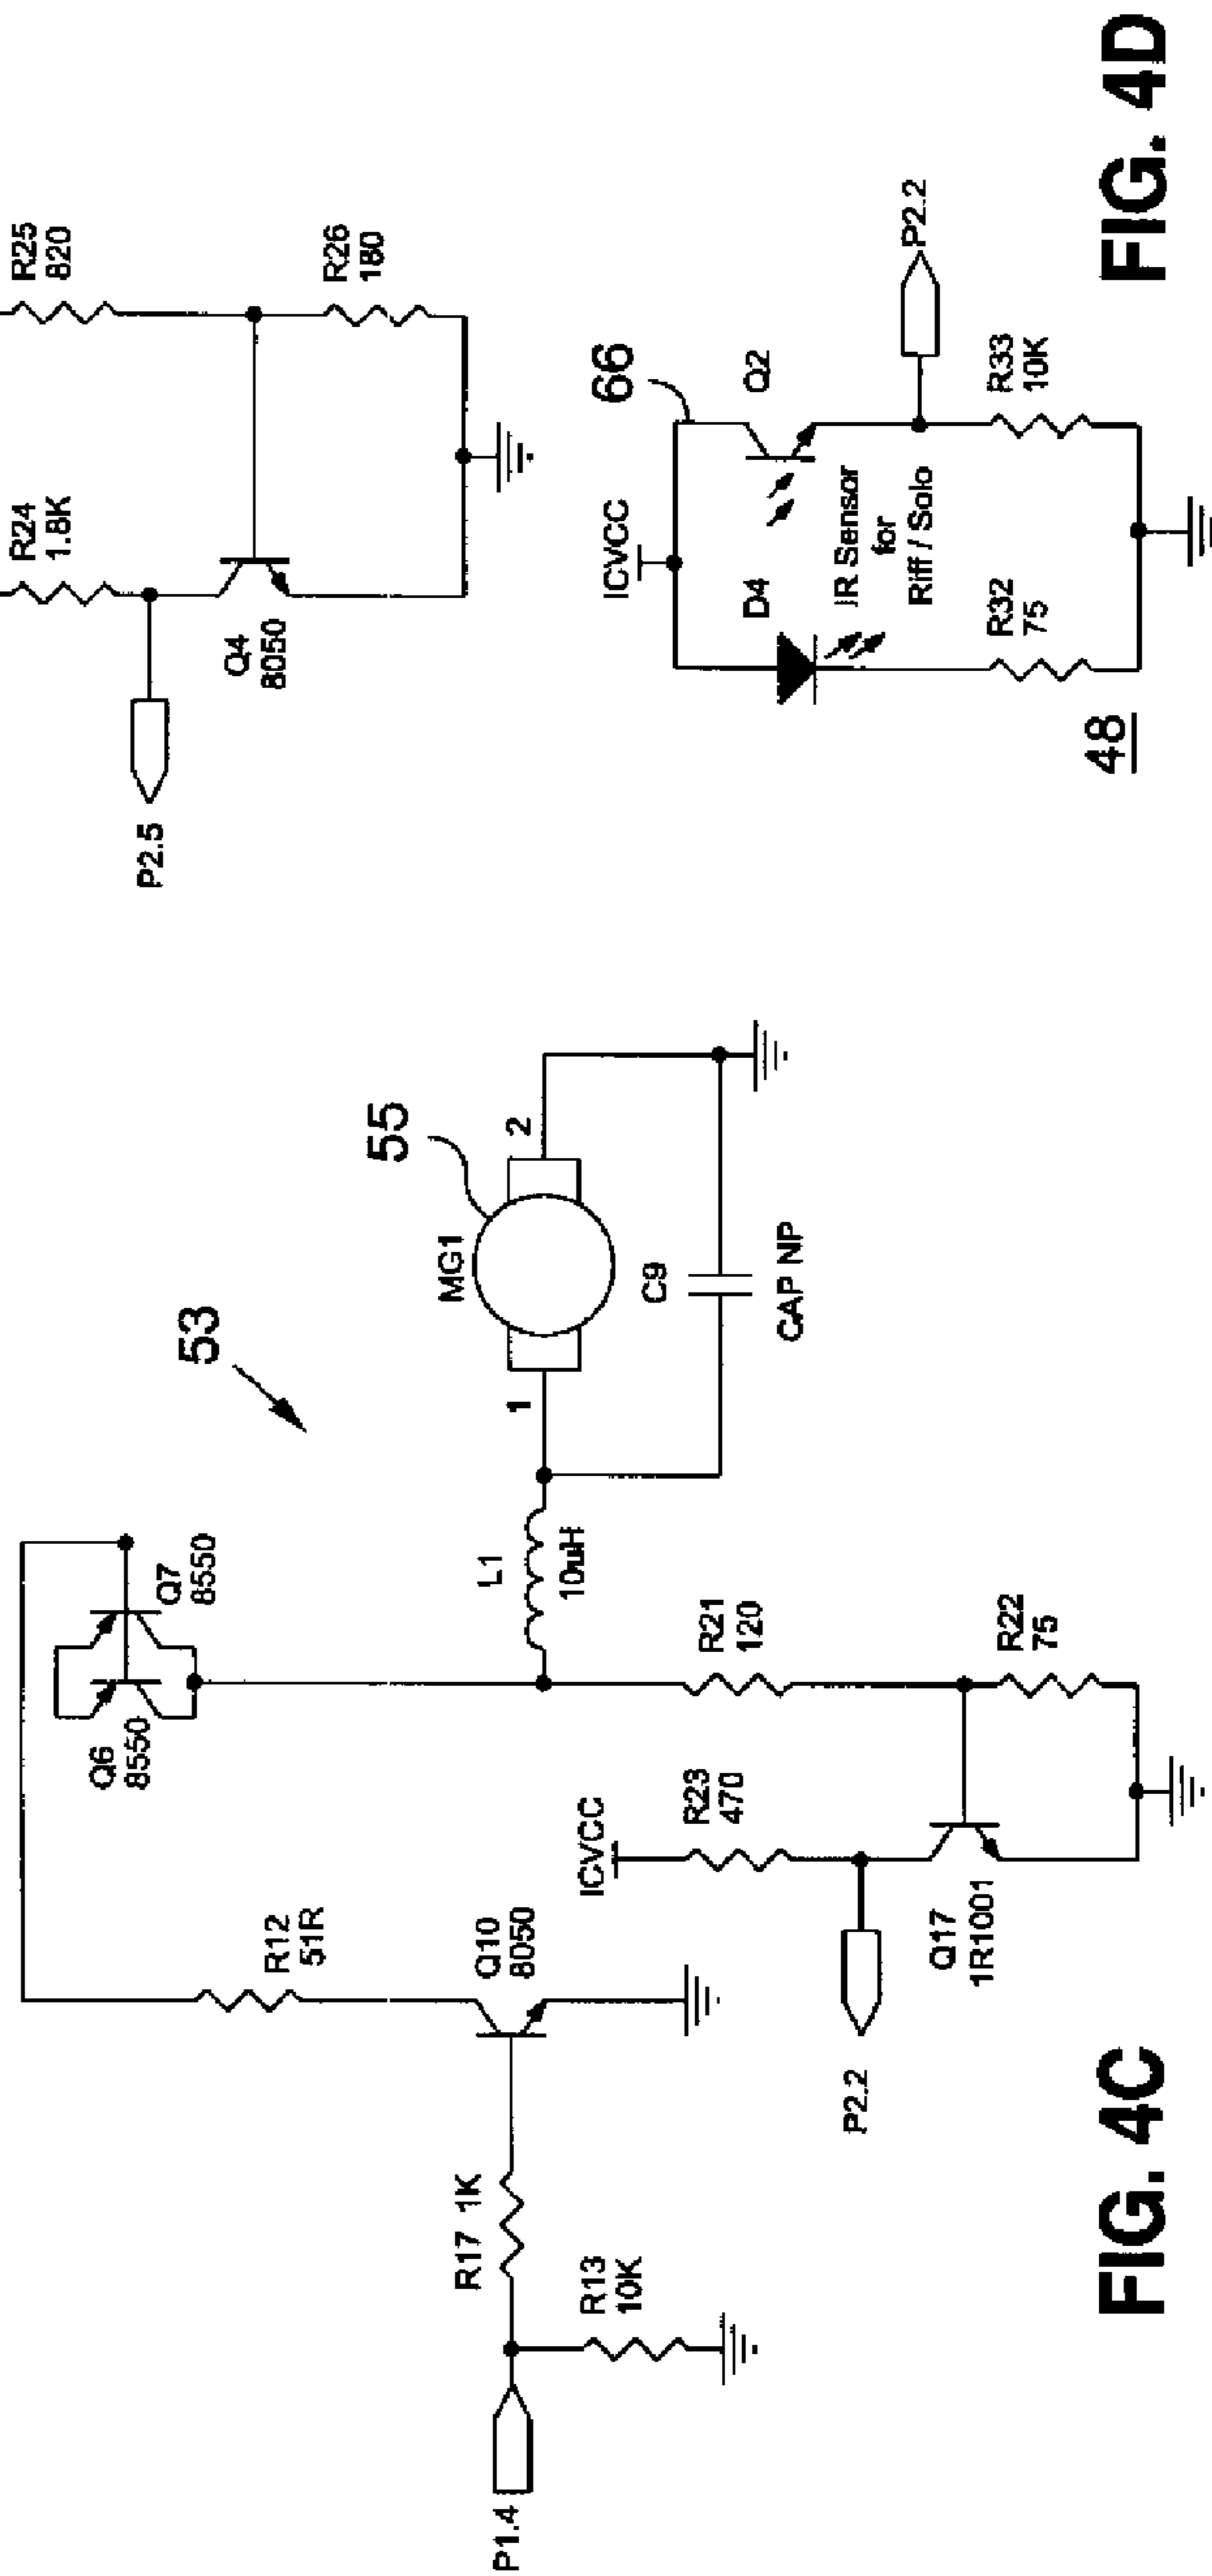 R24
1.8K
R25
820
P2.5
Q4
8050
R26
180
ICVCC
66
D4
Q2
IR Sensor
for
Riff / Solo
P2.2
R32
75
R33
10K
48
FIG. 4D
53
Q6
8550
Q7
8550
R12
51R
Q10
8050
P1.4
R17 1K
R13
10K
L1
10uH
MG1
55
1
2
C9
CAP NP
ICVCC
R23
470
R21
120
P2.2
Q17
1R1001
R22
75
FIG. 4C